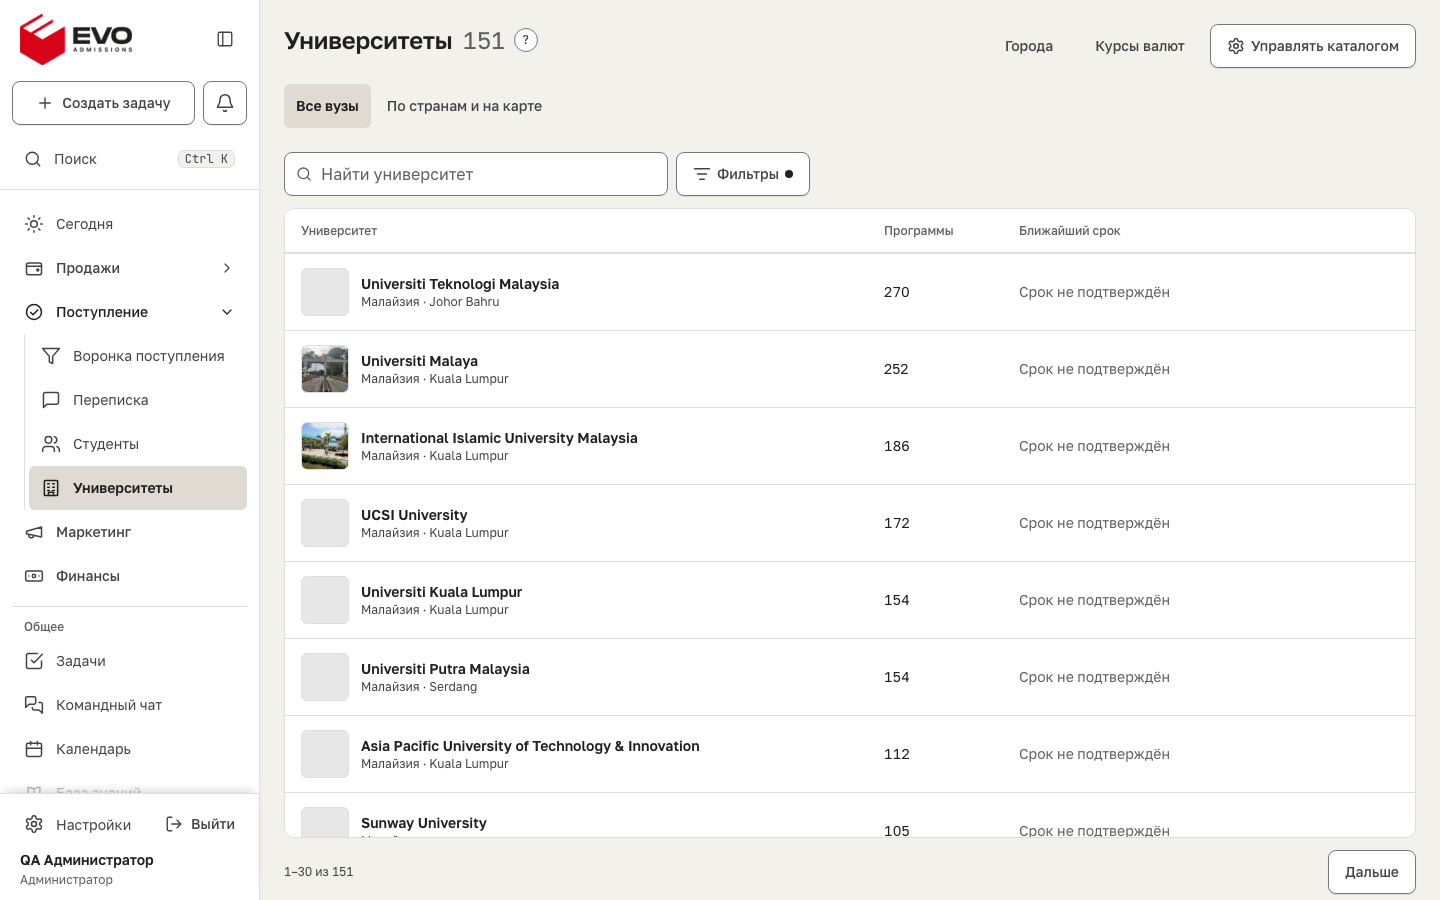 EVO
ADMISSIONS
Создать задачу
Поиск
Ctrl K
Сегодня
Продажи
Поступление
Воронка поступления
Переписка
Студенты
Университеты
Маркетинг
Финансы
Общее
Задачи
Командный чат
Календарь
База знаний
Настройки
Выйти
QA Администратор
Администратор
Университеты 151 ?
Города
Курсы валют
Управлять каталогом
Все вузы
По странам и на карте
Найти университет
Фильтры
Университет
Программы
Ближайший срок
Universiti Teknologi Malaysia
Малайзия · Johor Bahru
270
Срок не подтверждён
Universiti Malaya
Малайзия · Kuala Lumpur
252
Срок не подтверждён
International Islamic University Malaysia
Малайзия · Kuala Lumpur
186
Срок не подтверждён
UCSI University
Малайзия · Kuala Lumpur
172
Срок не подтверждён
Universiti Kuala Lumpur
Малайзия · Kuala Lumpur
154
Срок не подтверждён
Universiti Putra Malaysia
Малайзия · Serdang
154
Срок не подтверждён
Asia Pacific University of Technology & Innovation
Малайзия · Kuala Lumpur
112
Срок не подтверждён
Sunway University
105
Срок не подтверждён
1–30 из 151
Дальше